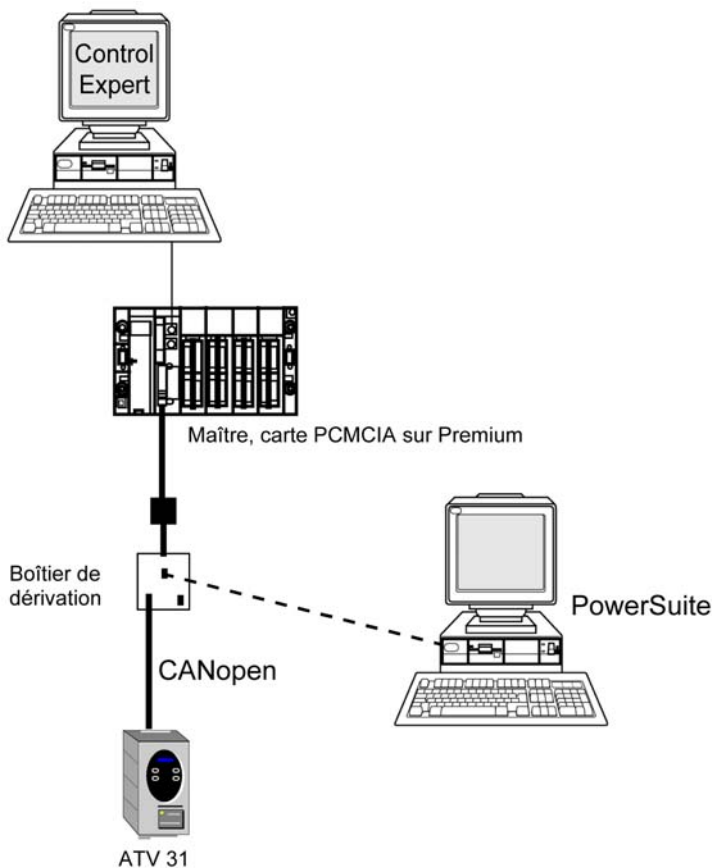 Control
Expert
Maître, carte PCMCIA sur Premium
Boîtier de
dérivation
PowerSuite
CANopen
ATV 31